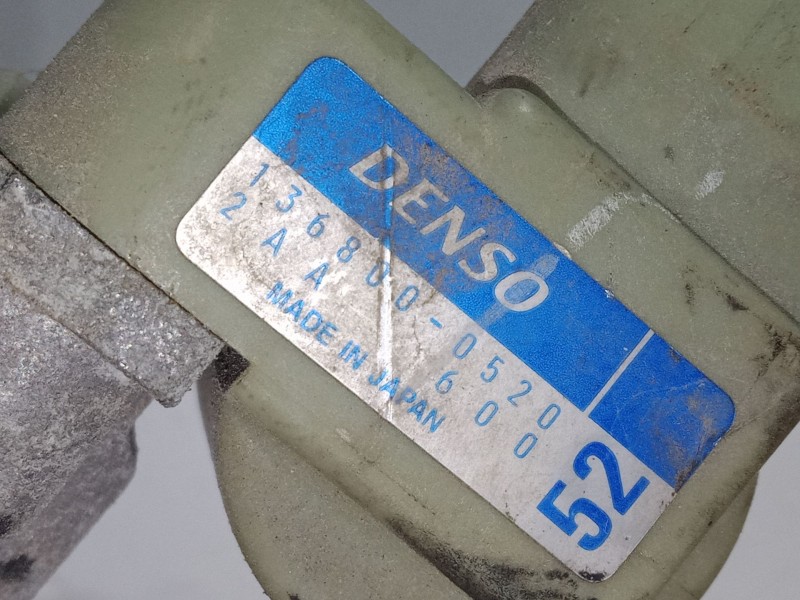 DENSO
136800-0520
2AA 600
MADE IN JAPAN
52